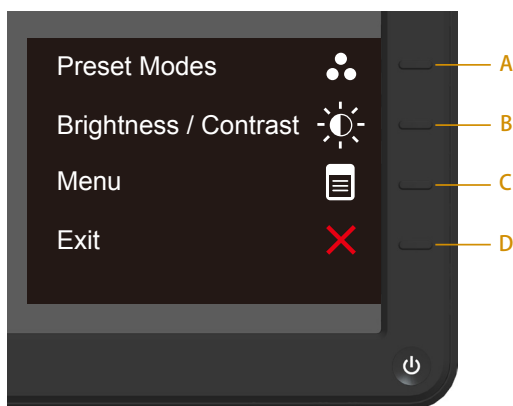 Preset Modes
A
Brightness / Contrast
B
Menu
C
Exit
D